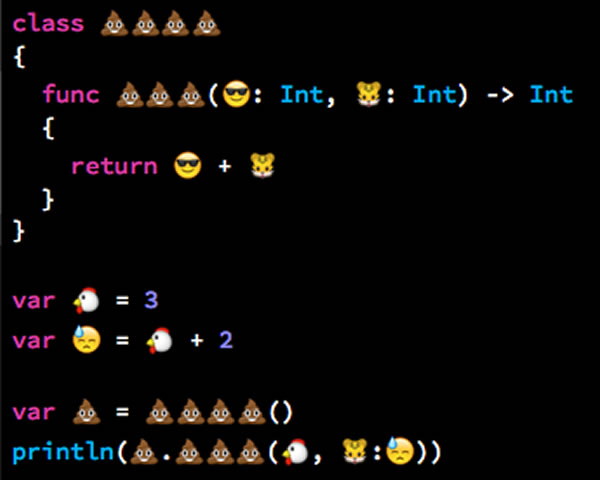 class 💩💩💩💩
{
func 💩💩💩(😎: Int, 🐯: Int) -> Int
{
return 😎 + 🐯
}
}
var 🐔 = 3
var 😓 = 🐔 + 2
var 💩 = 💩💩💩💩()
println(💩.💩💩💩(🐔, 🐯:😓))